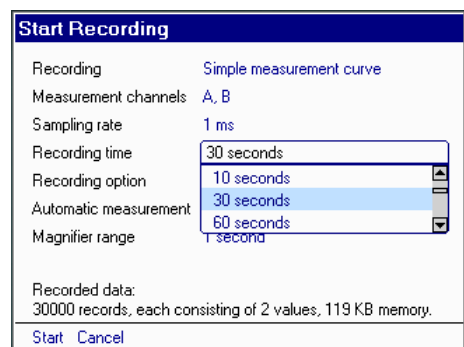 Start Recording
Recording Simple measurement curve
Measurement channels A, B
Sampling rate 1 ms
Recording time 30 seconds
Recording option 10 seconds
30 seconds
Automatic measurement
60 seconds
Magnifier range 1 second
Recorded data:
30000 records, each consisting of 2 values, 119 KB memory.
Start Cancel